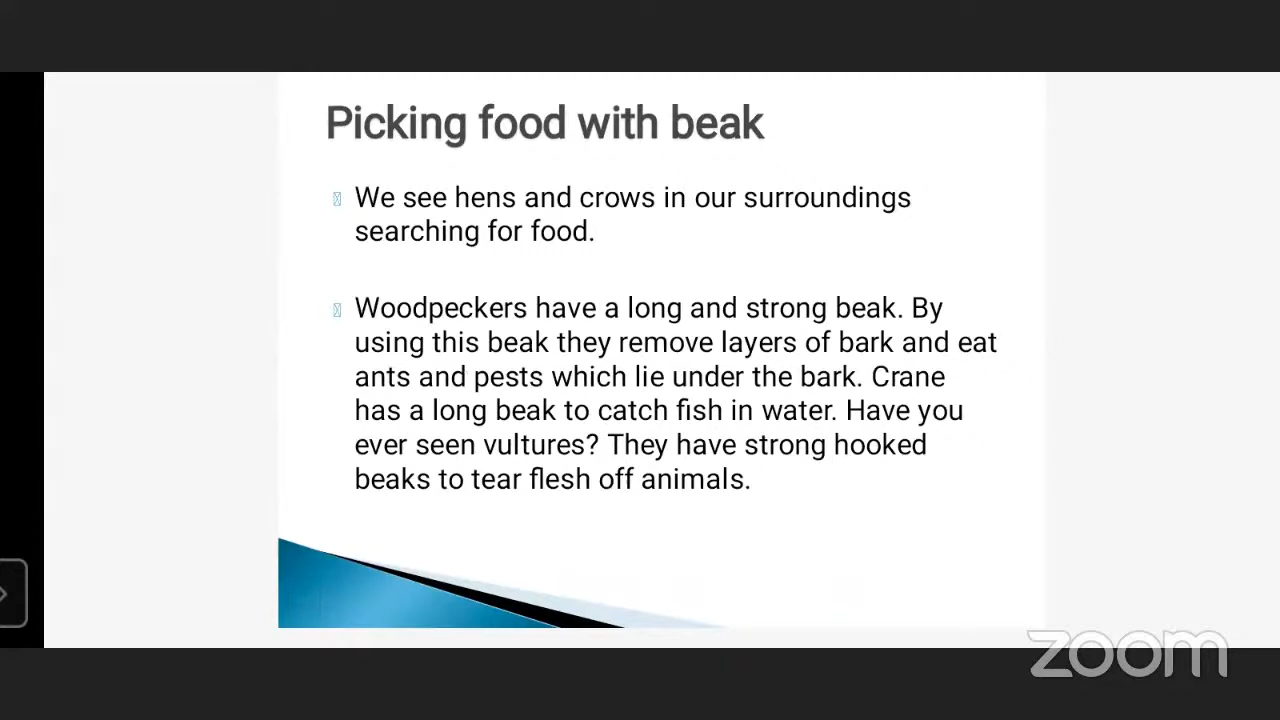 Picking food with beak
We see hens and crows in our surroundings
searching for food.
Woodpeckers have a long and strong beak. By
using this beak they remove layers of bark and eat
ants and pests which lie under the bark. Crane
has a long beak to catch fish in water. Have you
ever seen vultures? They have strong hooked
beaks to tear flesh off animals.
zoom